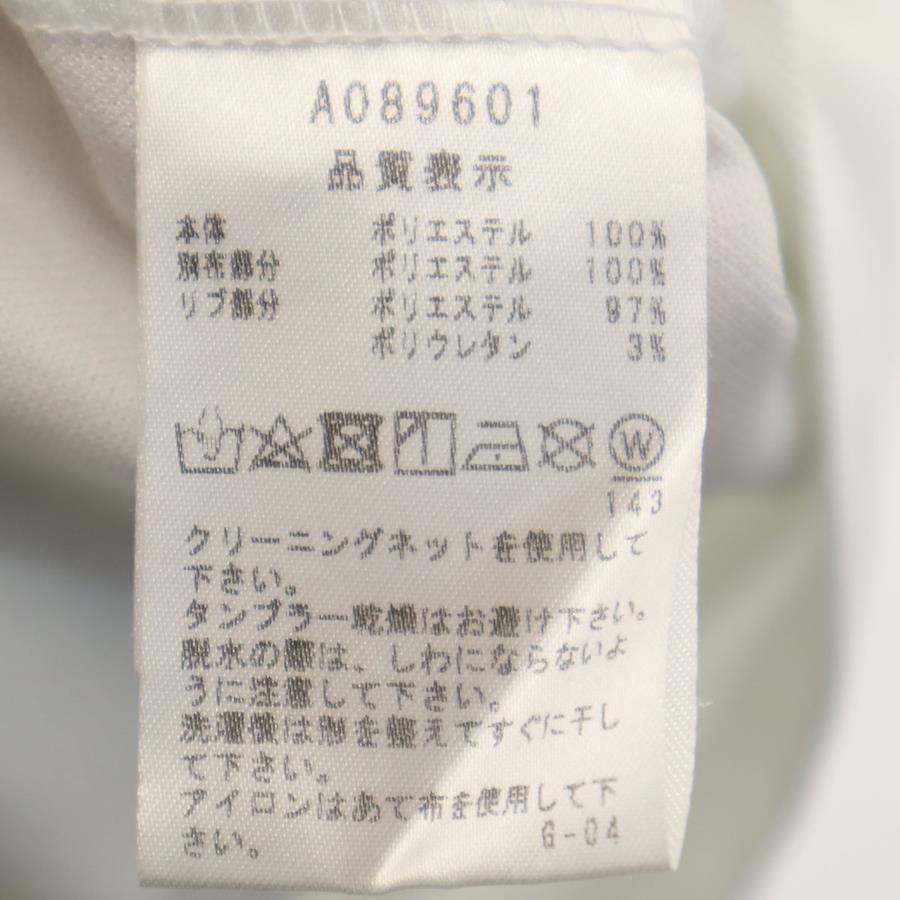 A089601
品質表示
本体 ポリエステル 100%
別布部分 ポリエステル 100%
リブ部分 ポリエステル 97%
ポリウレタン 3%
W
143
クリーニングネットを使用して
下さい。
タンブラー乾燥はお避け下さい。
脱水の際は、しわにならないよ
うに注意して下さい。
洗濯後は形を整えてすぐに干し
て下さい。
アイロンはあて布を使用して下
さい。
G-04